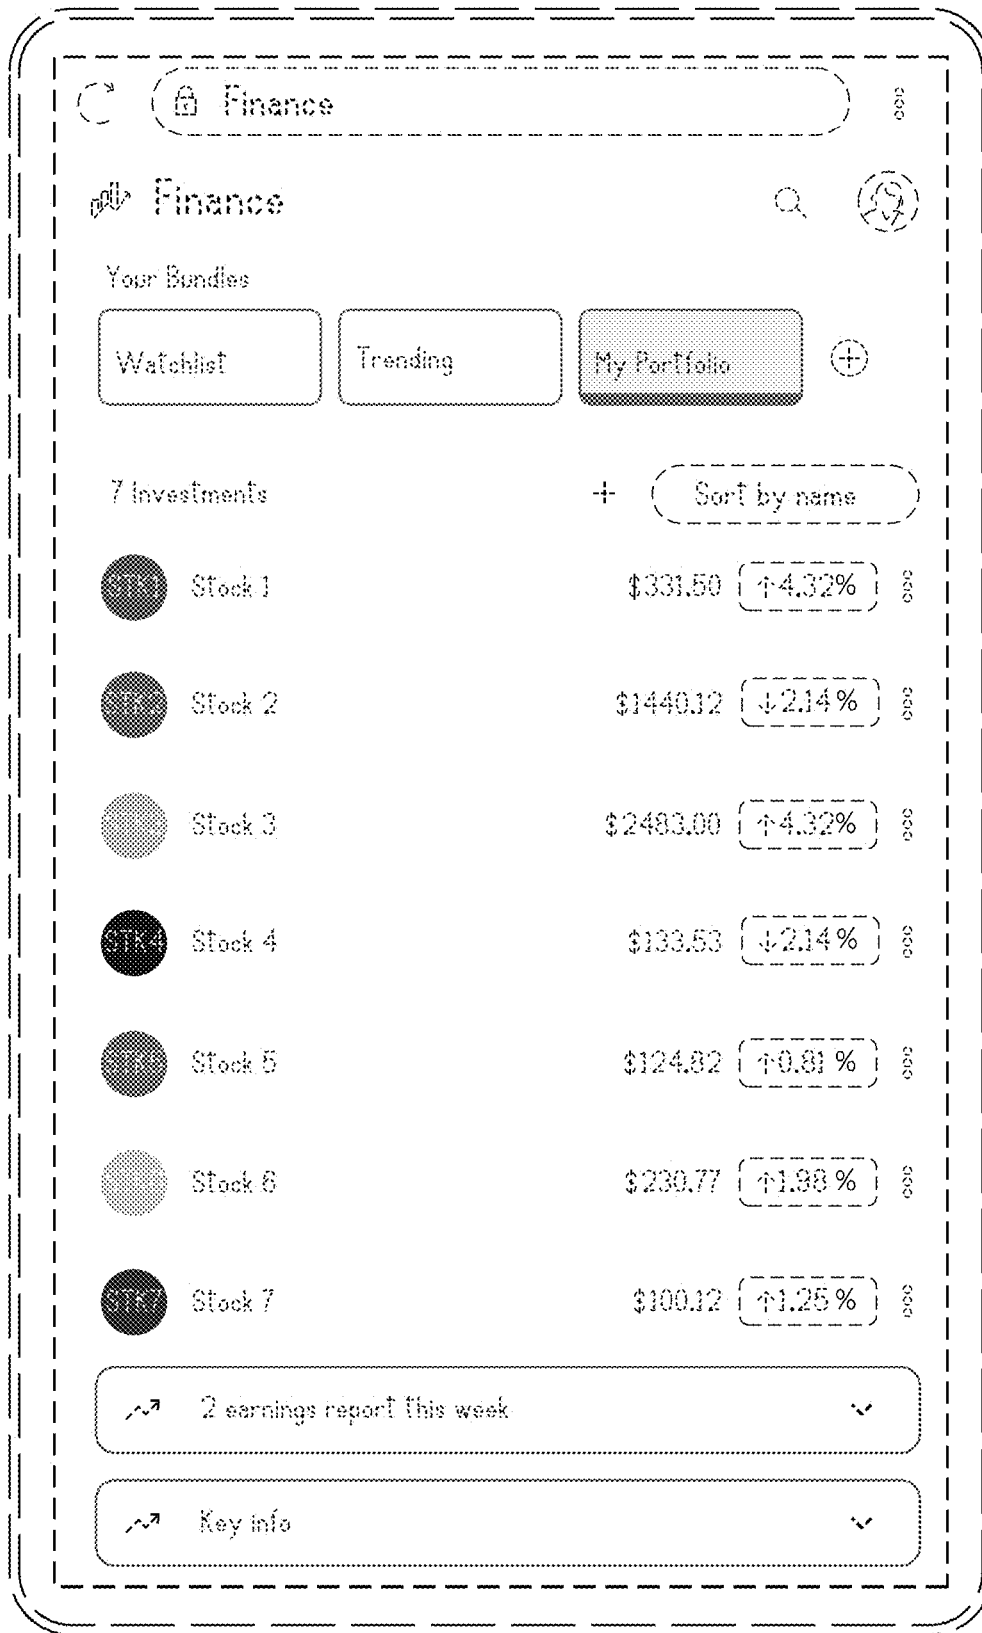 Finance
Finance
Your Bundles
Watchlist Trending My Portfolio
7 Investments + Sort by name
Stock 1 $331.50 ↑4.32%
Stock 2 $1440.12 ↓2.14%
Stock 3 $2483.00 ↑4.32%
STK4 Stock 4 $133.53 ↓2.14%
Stock 5 $124.82 ↑0.81 %
Stock 6 $230.77 ↑1.98 %
Stock 7 $100.12 ↑1.25 %
2 earnings report this week
Key info